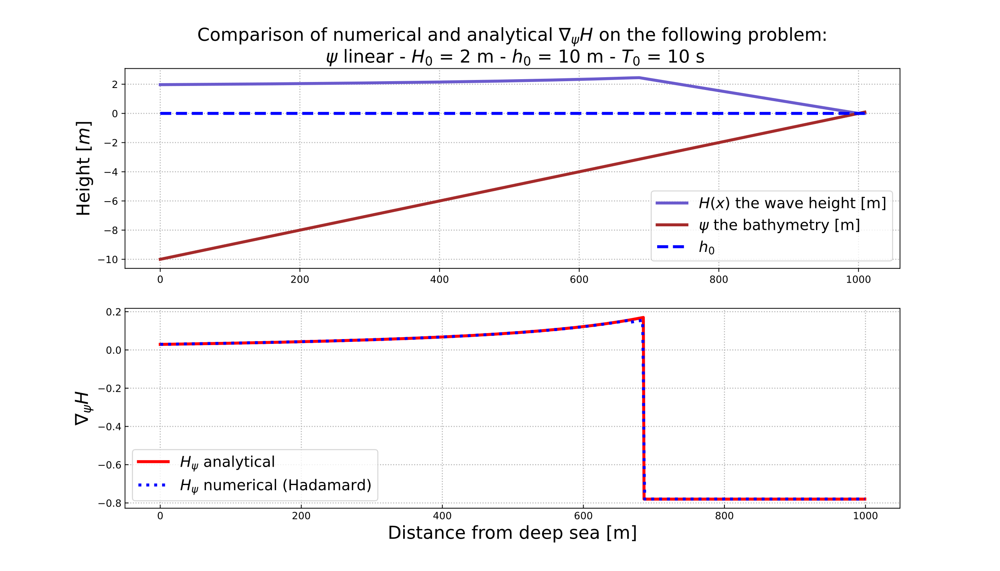 Comparison of numerical and analytical ∇ψH on the following problem:
ψ linear - H₀ = 2 m - h₀ = 10 m - T₀ = 10 s
Height [m]
2
0
−2
−4
−6
−8
−10
H(x) the wave height [m]
ψ the bathymetry [m]
h₀
0 200 400 600 800 1000
∇ψH
0.2
0.0
−0.2
−0.4
−0.6
−0.8
Hψ analytical
Hψ numerical (Hadamard)
0 200 400 600 800 1000
Distance from deep sea [m]